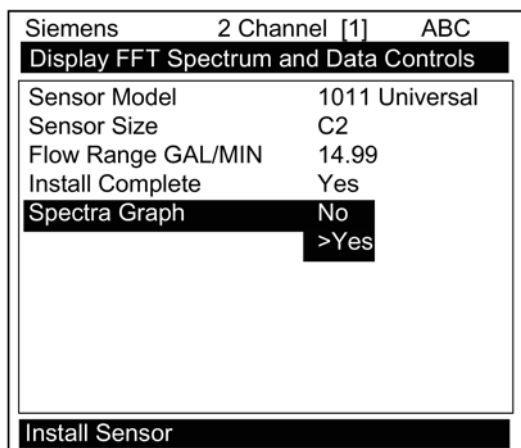 Siemens 2 Channel [1] ABC
Display FFT Spectrum and Data Controls
Sensor Model 1011 Universal
Sensor Size C2
Flow Range GAL/MIN 14.99
Install Complete Yes
Spectra Graph No
>Yes
Install Sensor